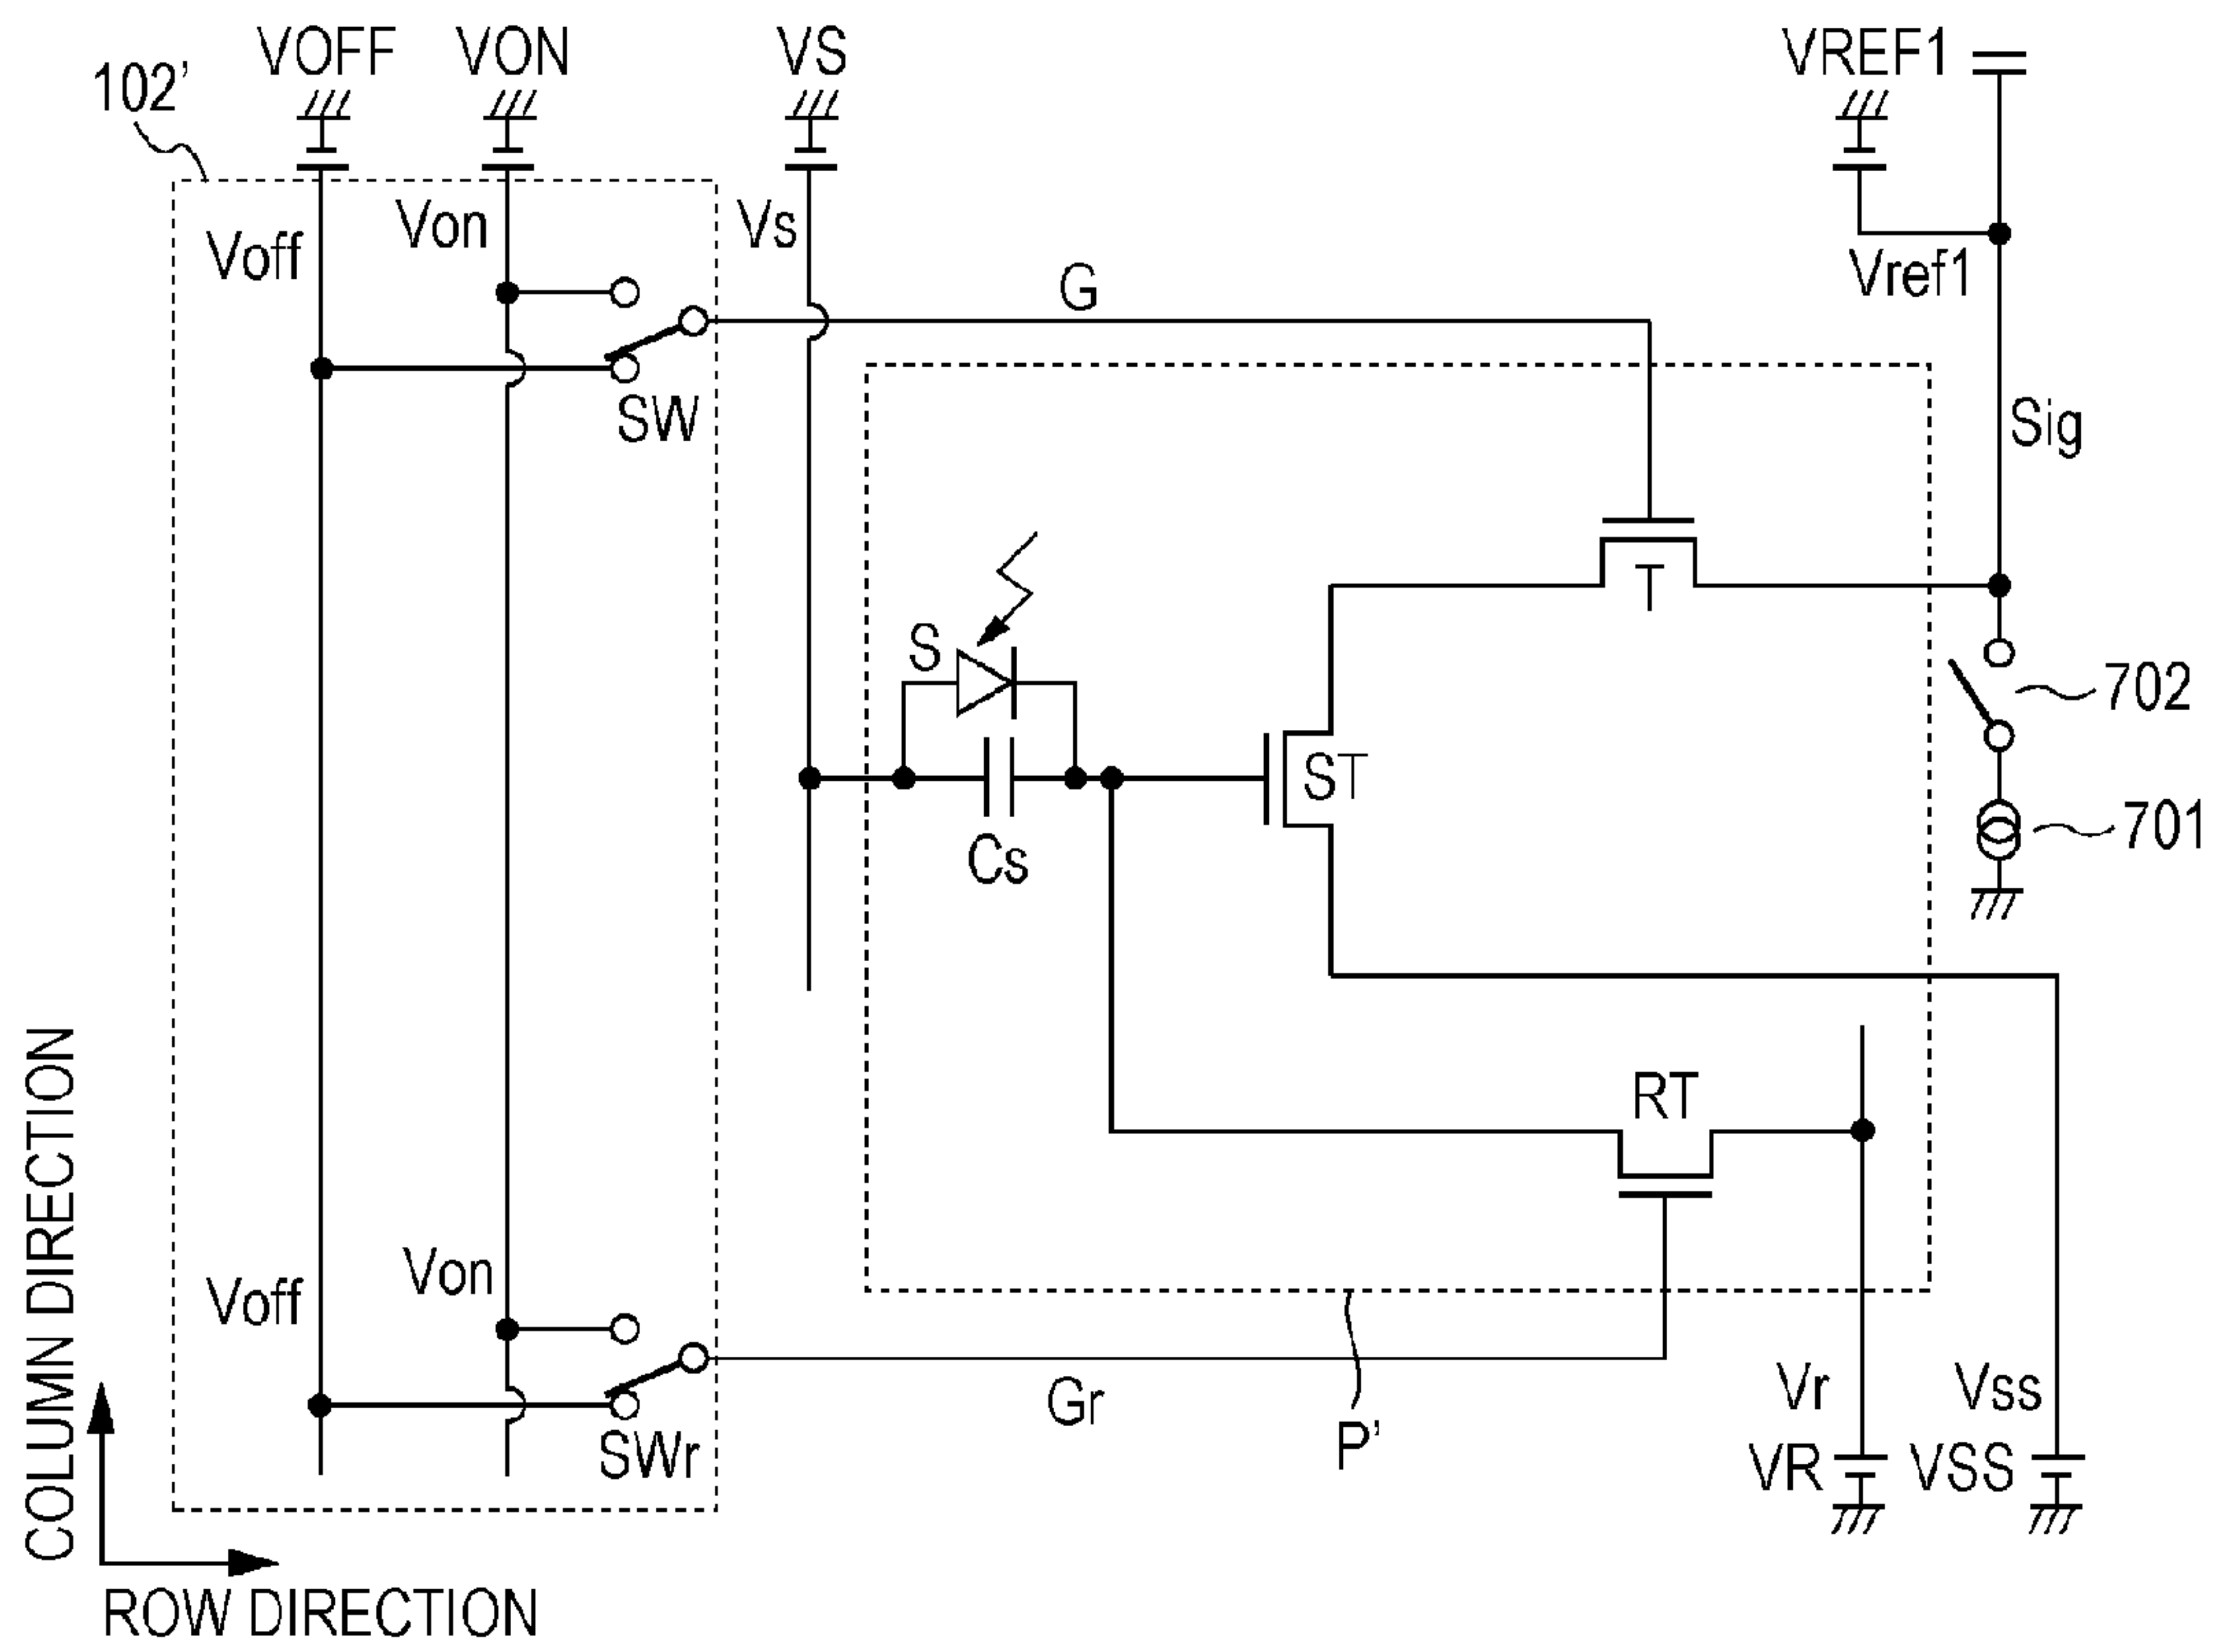 VOFF
VON
VS
VREF1
102'
Voff
Von
Vs
Vref1
G
SW
Sig
T
S
ST
Cs
702
701
RT
Voff
Von
SWr
Gr
P'
Vr
Vss
VR
VSS
COLUMN DIRECTION
ROW DIRECTION